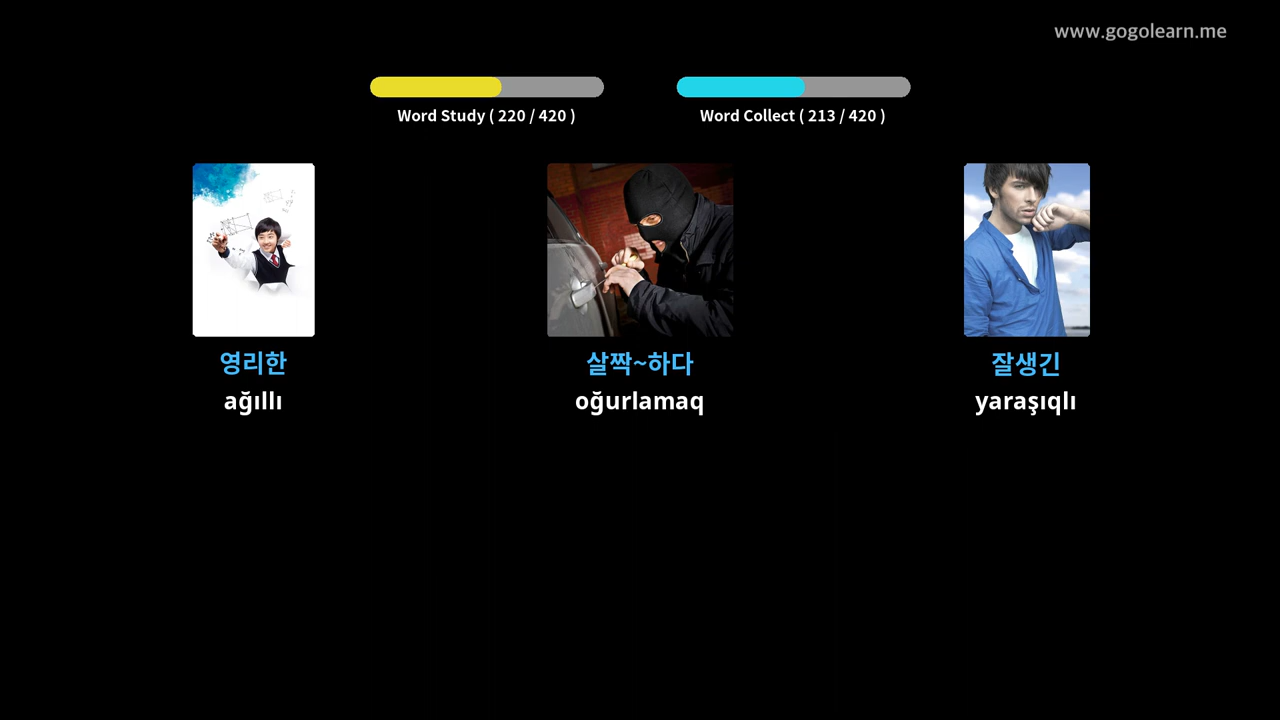 www.gogolearn.me
Word Study ( 220 / 420 )
Word Collect ( 213 / 420 )
영리한
ağıllı
살짝~하다
oğurlamaq
잘생긴
yaraşıqlı